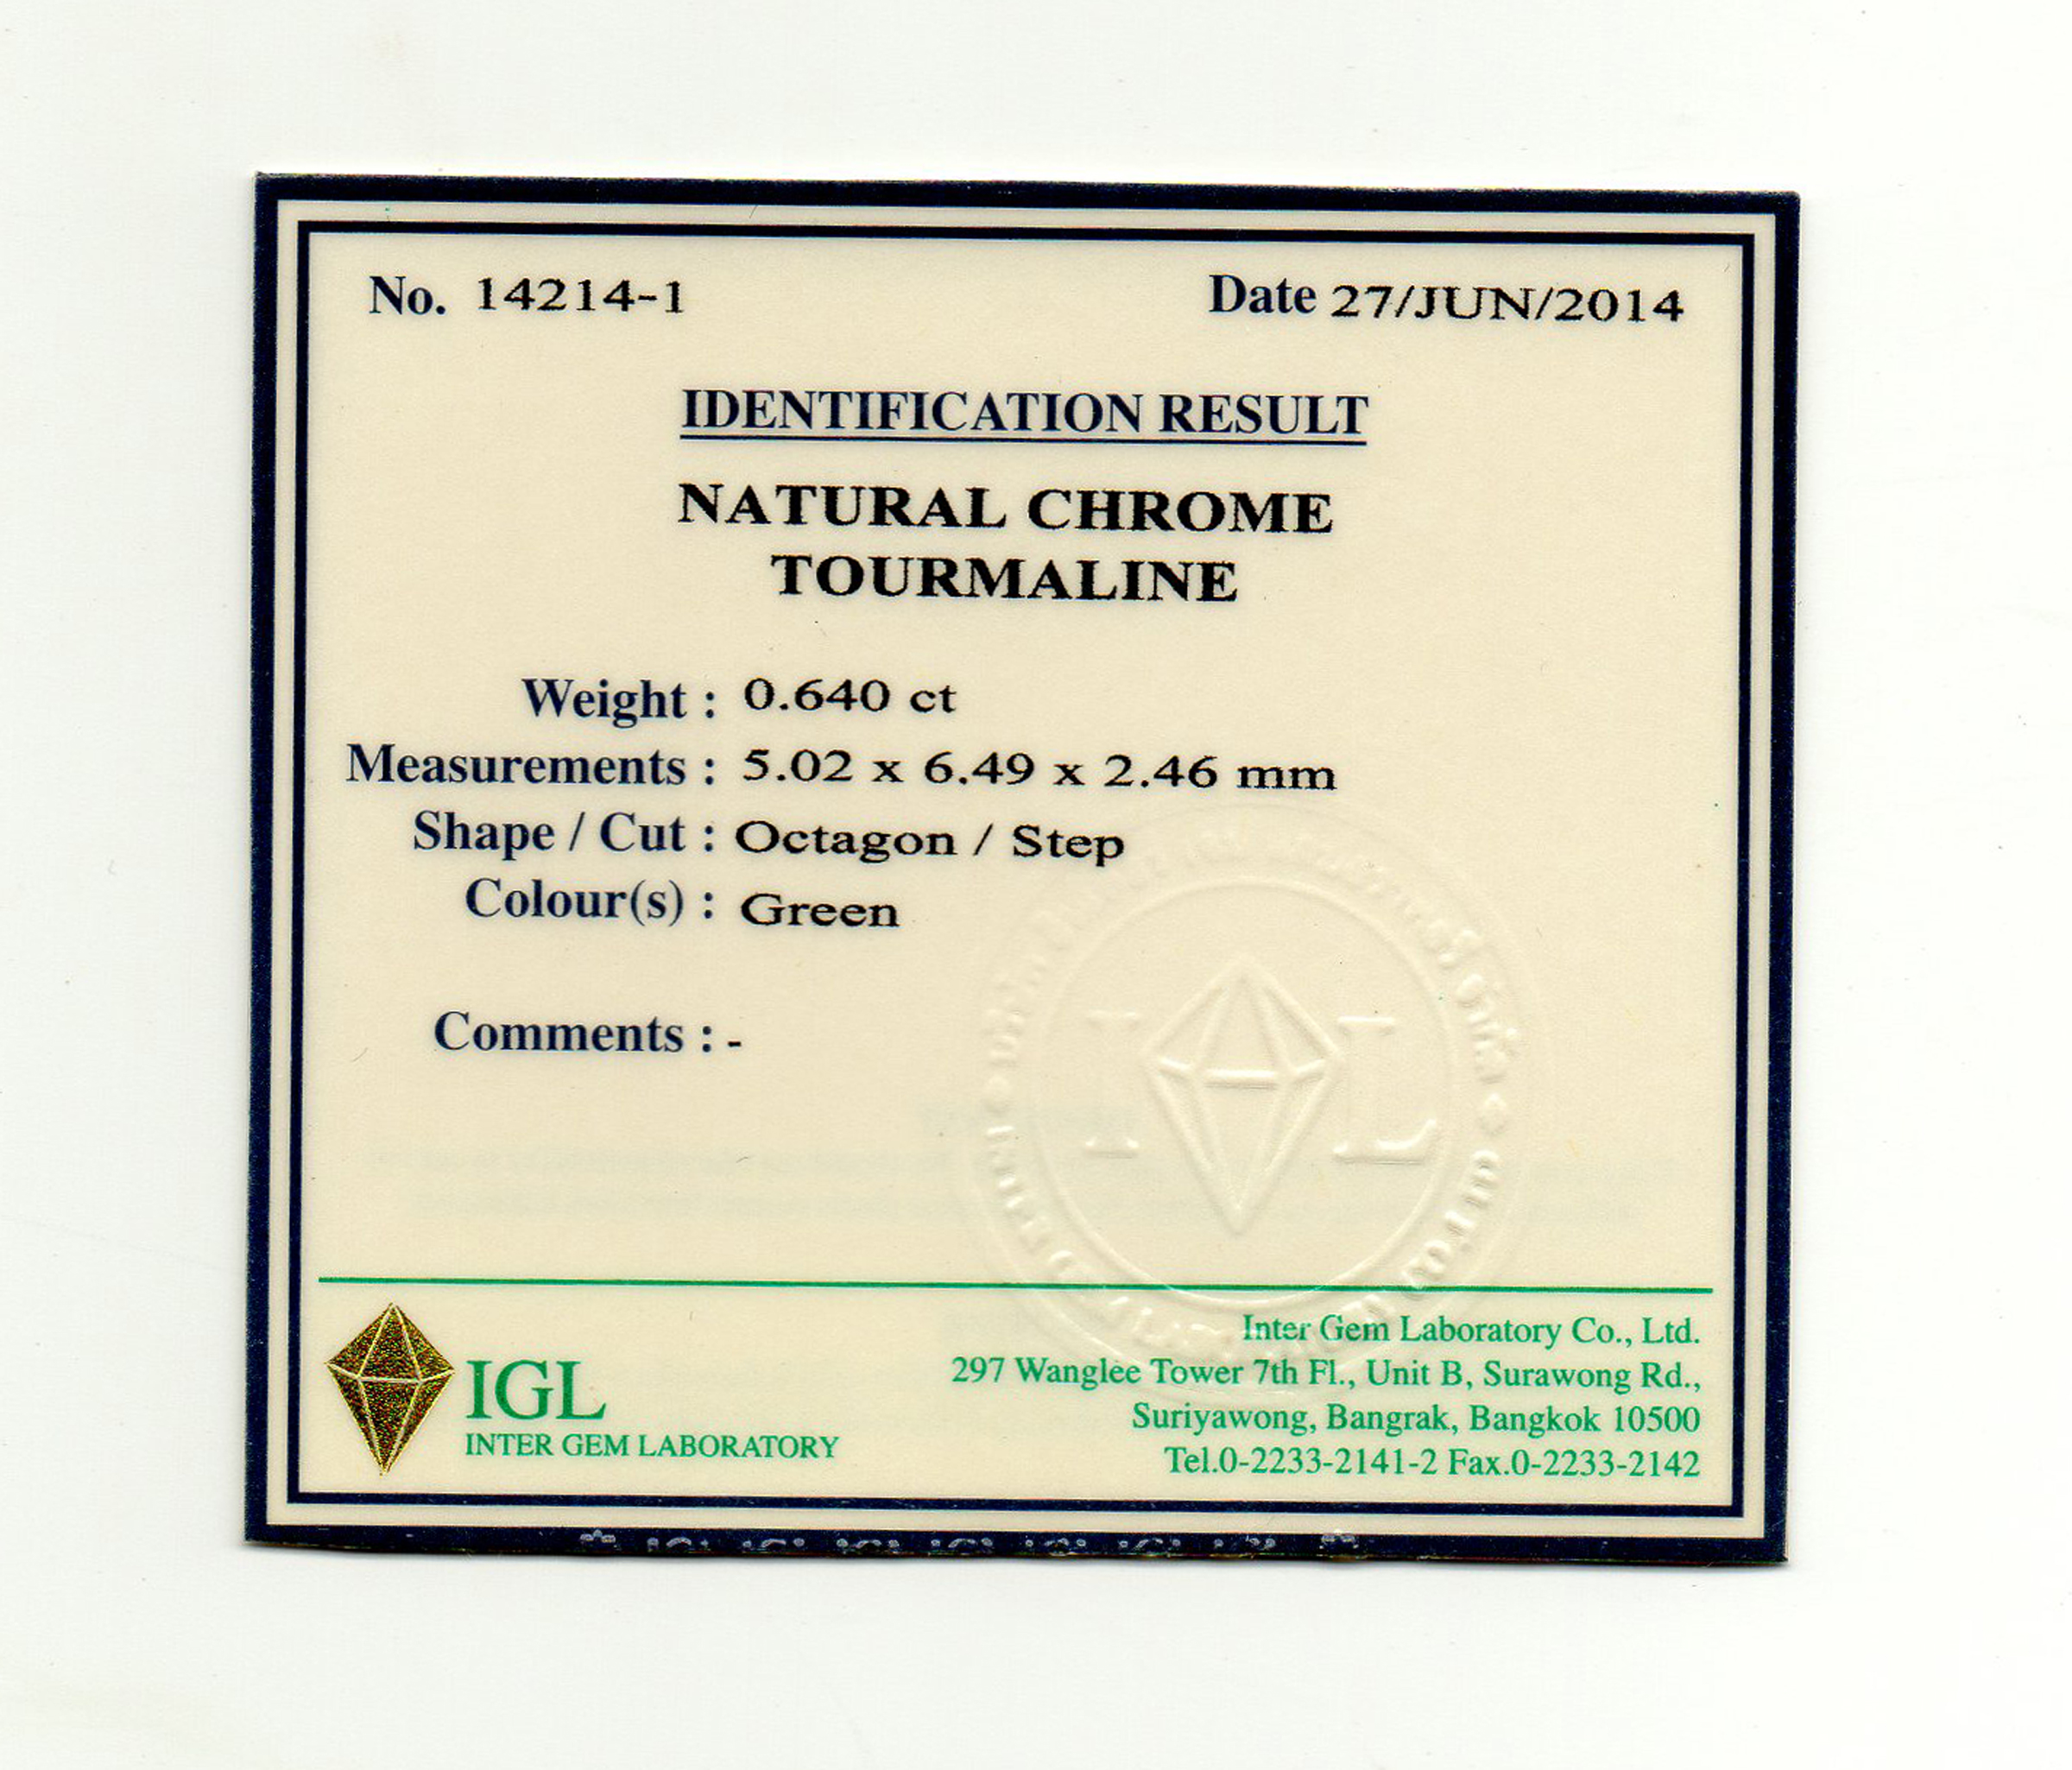 No. 14214-1
Date 27/JUN/2014
IDENTIFICATION RESULT
NATURAL CHROME
TOURMALINE
Weight : 0.640 ct
Measurements : 5.02 x 6.49 x 2.46 mm
Shape / Cut : Octagon / Step
Colour(s) : Green
Comments : -
I L
IGL
INTER GEM LABORATORY
Inter Gem Laboratory Co., Ltd.
297 Wanglee Tower 7th Fl., Unit B, Surawong Rd.,
Suriyawong, Bangrak, Bangkok 10500
Tel.0-2233-2141-2 Fax.0-2233-2142